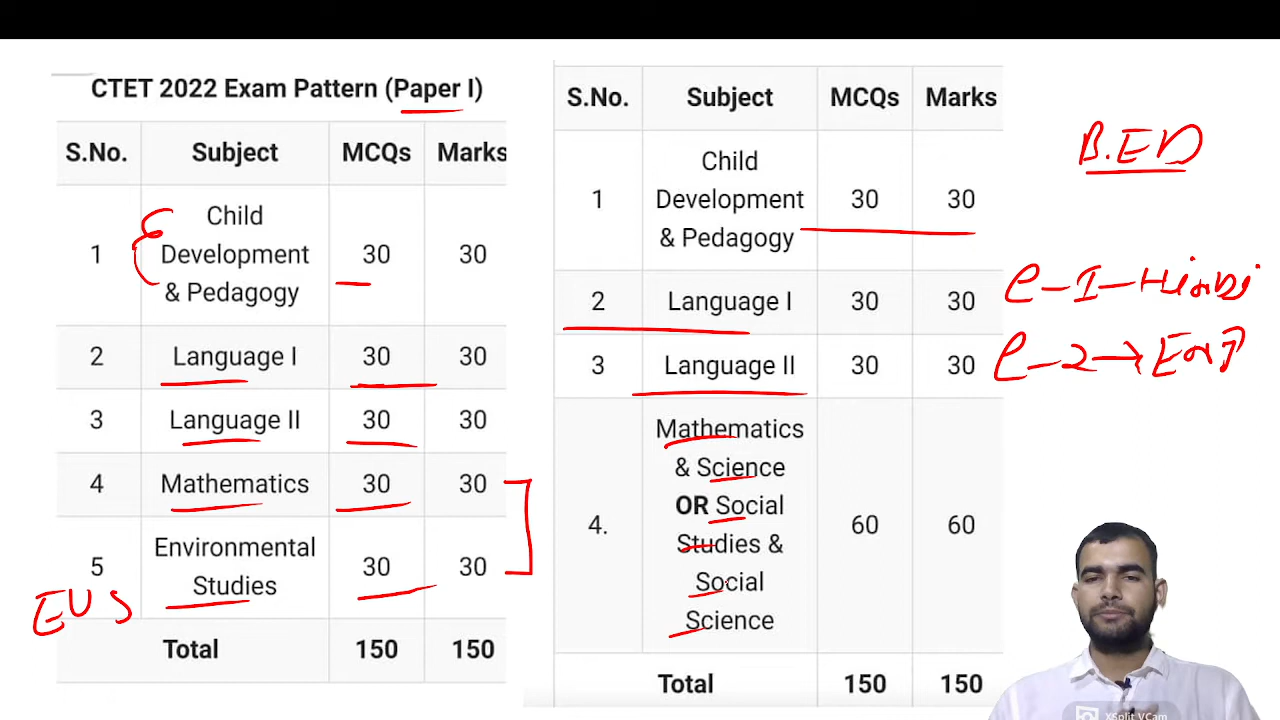 CTET 2022 Exam Pattern (Paper I)
S.No. Subject MCQs Marks
1 Child Development & Pedagogy 30 30
2 Language I 30 30
3 Language II 30 30
4 Mathematics 30 30
5 Environmental Studies 30 30
EVS
Total 150 150
S.No. Subject MCQs Marks
1 Child Development & Pedagogy 30 30
2 Language I 30 30
3 Language II 30 30
4. Mathematics & Science OR Social Studies & Social Science 60 60
Total 150 150
B.ED
I - Hindi
2 →
XSplit VCam